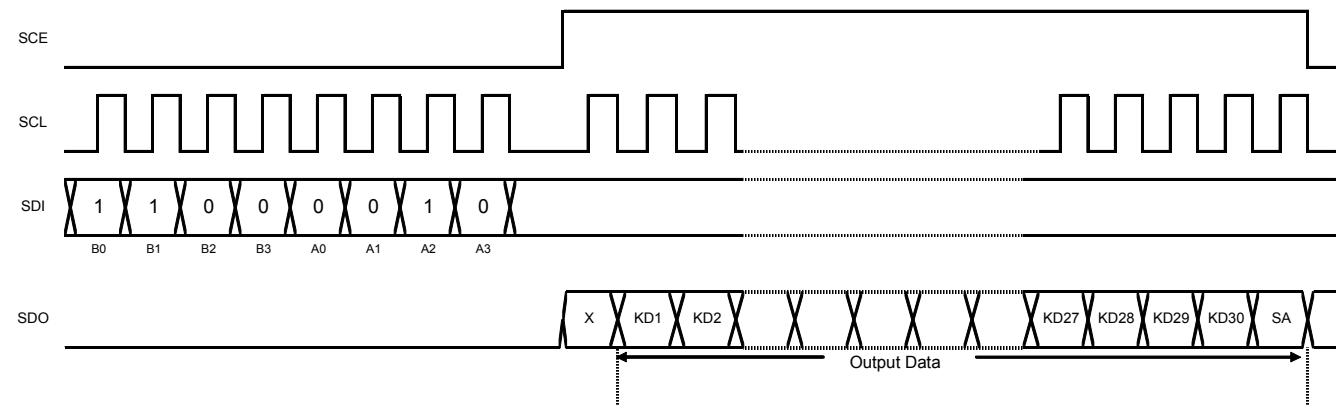 SCE
SCL
SDI 1 1 0 0 0 0 1 0
B0 B1 B2 B3 A0 A1 A2 A3
SDO X KD1 KD2 KD27 KD28 KD29 KD30 SA
Output Data